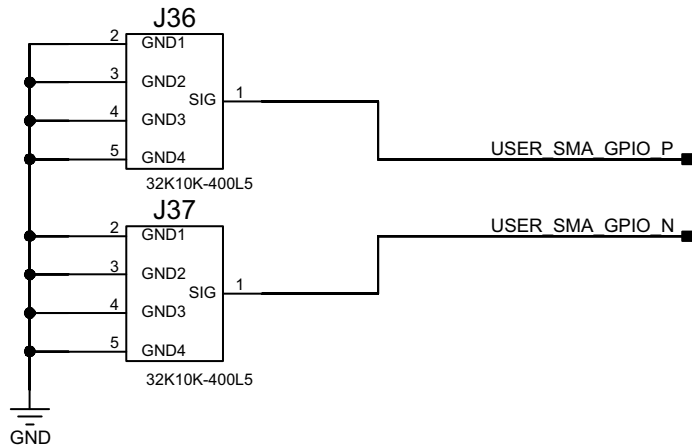 J36
2 GND1
3 GND2
SIG 1
4 GND3
5 GND4
32K10K-400L5
USER_SMA_GPIO_P
J37
2 GND1
3 GND2
SIG 1
4 GND3
5 GND4
32K10K-400L5
USER_SMA_GPIO_N
GND